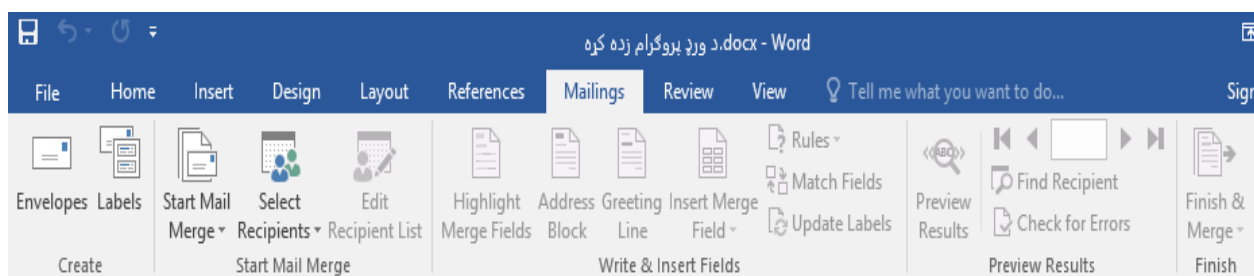 د ورډ پروګرام زده کړه.docx - Word
File Home Insert Design Layout References Mailings Review View Tell me what you want to do... Sign
Envelopes Labels Start Mail Merge Select Recipients Edit Recipient List Highlight Merge Fields Address Block Greeting Line Insert Merge Field Rules Match Fields Update Labels «ABC» Preview Results Find Recipient Check for Errors Finish & Merge
Create Start Mail Merge Write & Insert Fields Preview Results Finish